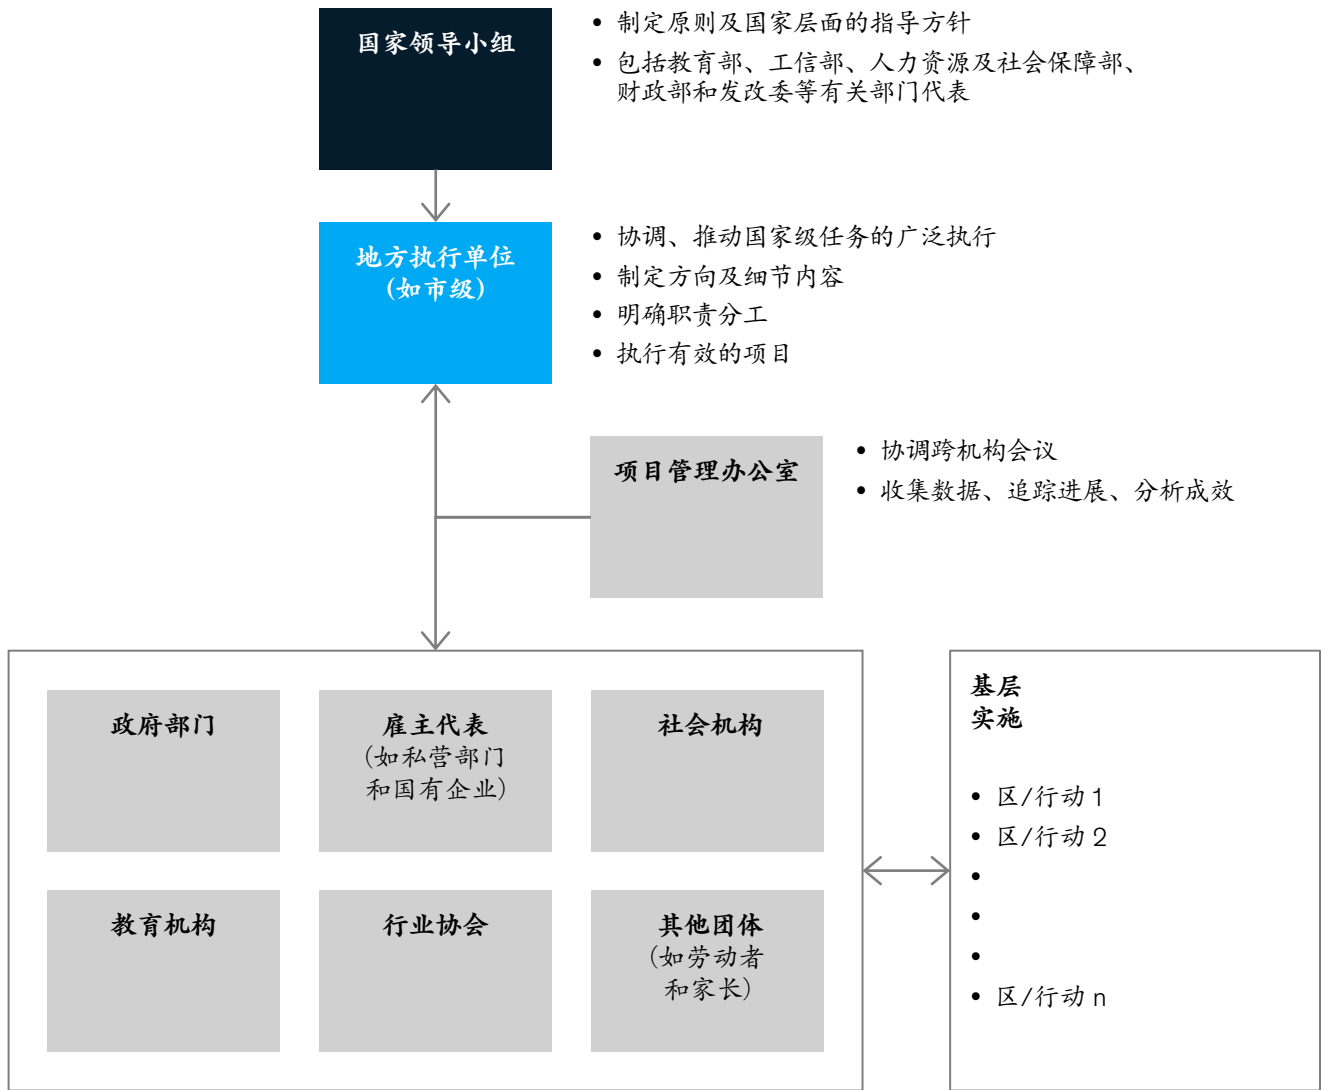 国家领导小组
• 制定原则及国家层面的指导方针
• 包括教育部、工信部、人力资源及社会保障部、
财政部和发改委等有关部门代表
地方执行单位
(如市级)
• 协调、推动国家级任务的广泛执行
• 制定方向及细节内容
• 明确职责分工
• 执行有效的项目
项目管理办公室
• 协调跨机构会议
• 收集数据、追踪进展、分析成效
政府部门
雇主代表
(如私营部门
和国有企业)
社会机构
教育机构
行业协会
其他团体
(如劳动者
和家长)
基层
实施
• 区/行动 1
• 区/行动 2
•
•
•
• 区/行动 n